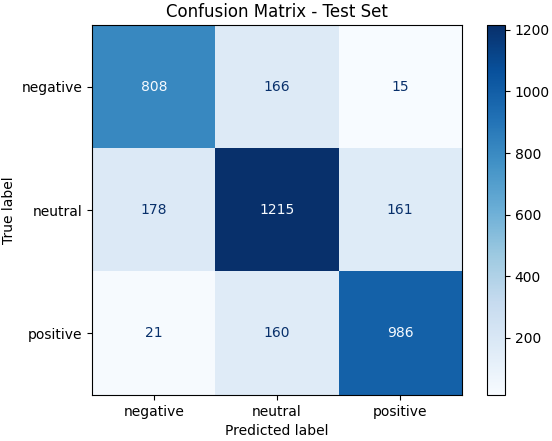 Confusion Matrix - Test Set
negative 808 166 15
neutral 178 1215 161
positive 21 160 986
negative neutral positive
Predicted label
True label
1200
1000
800
600
400
200